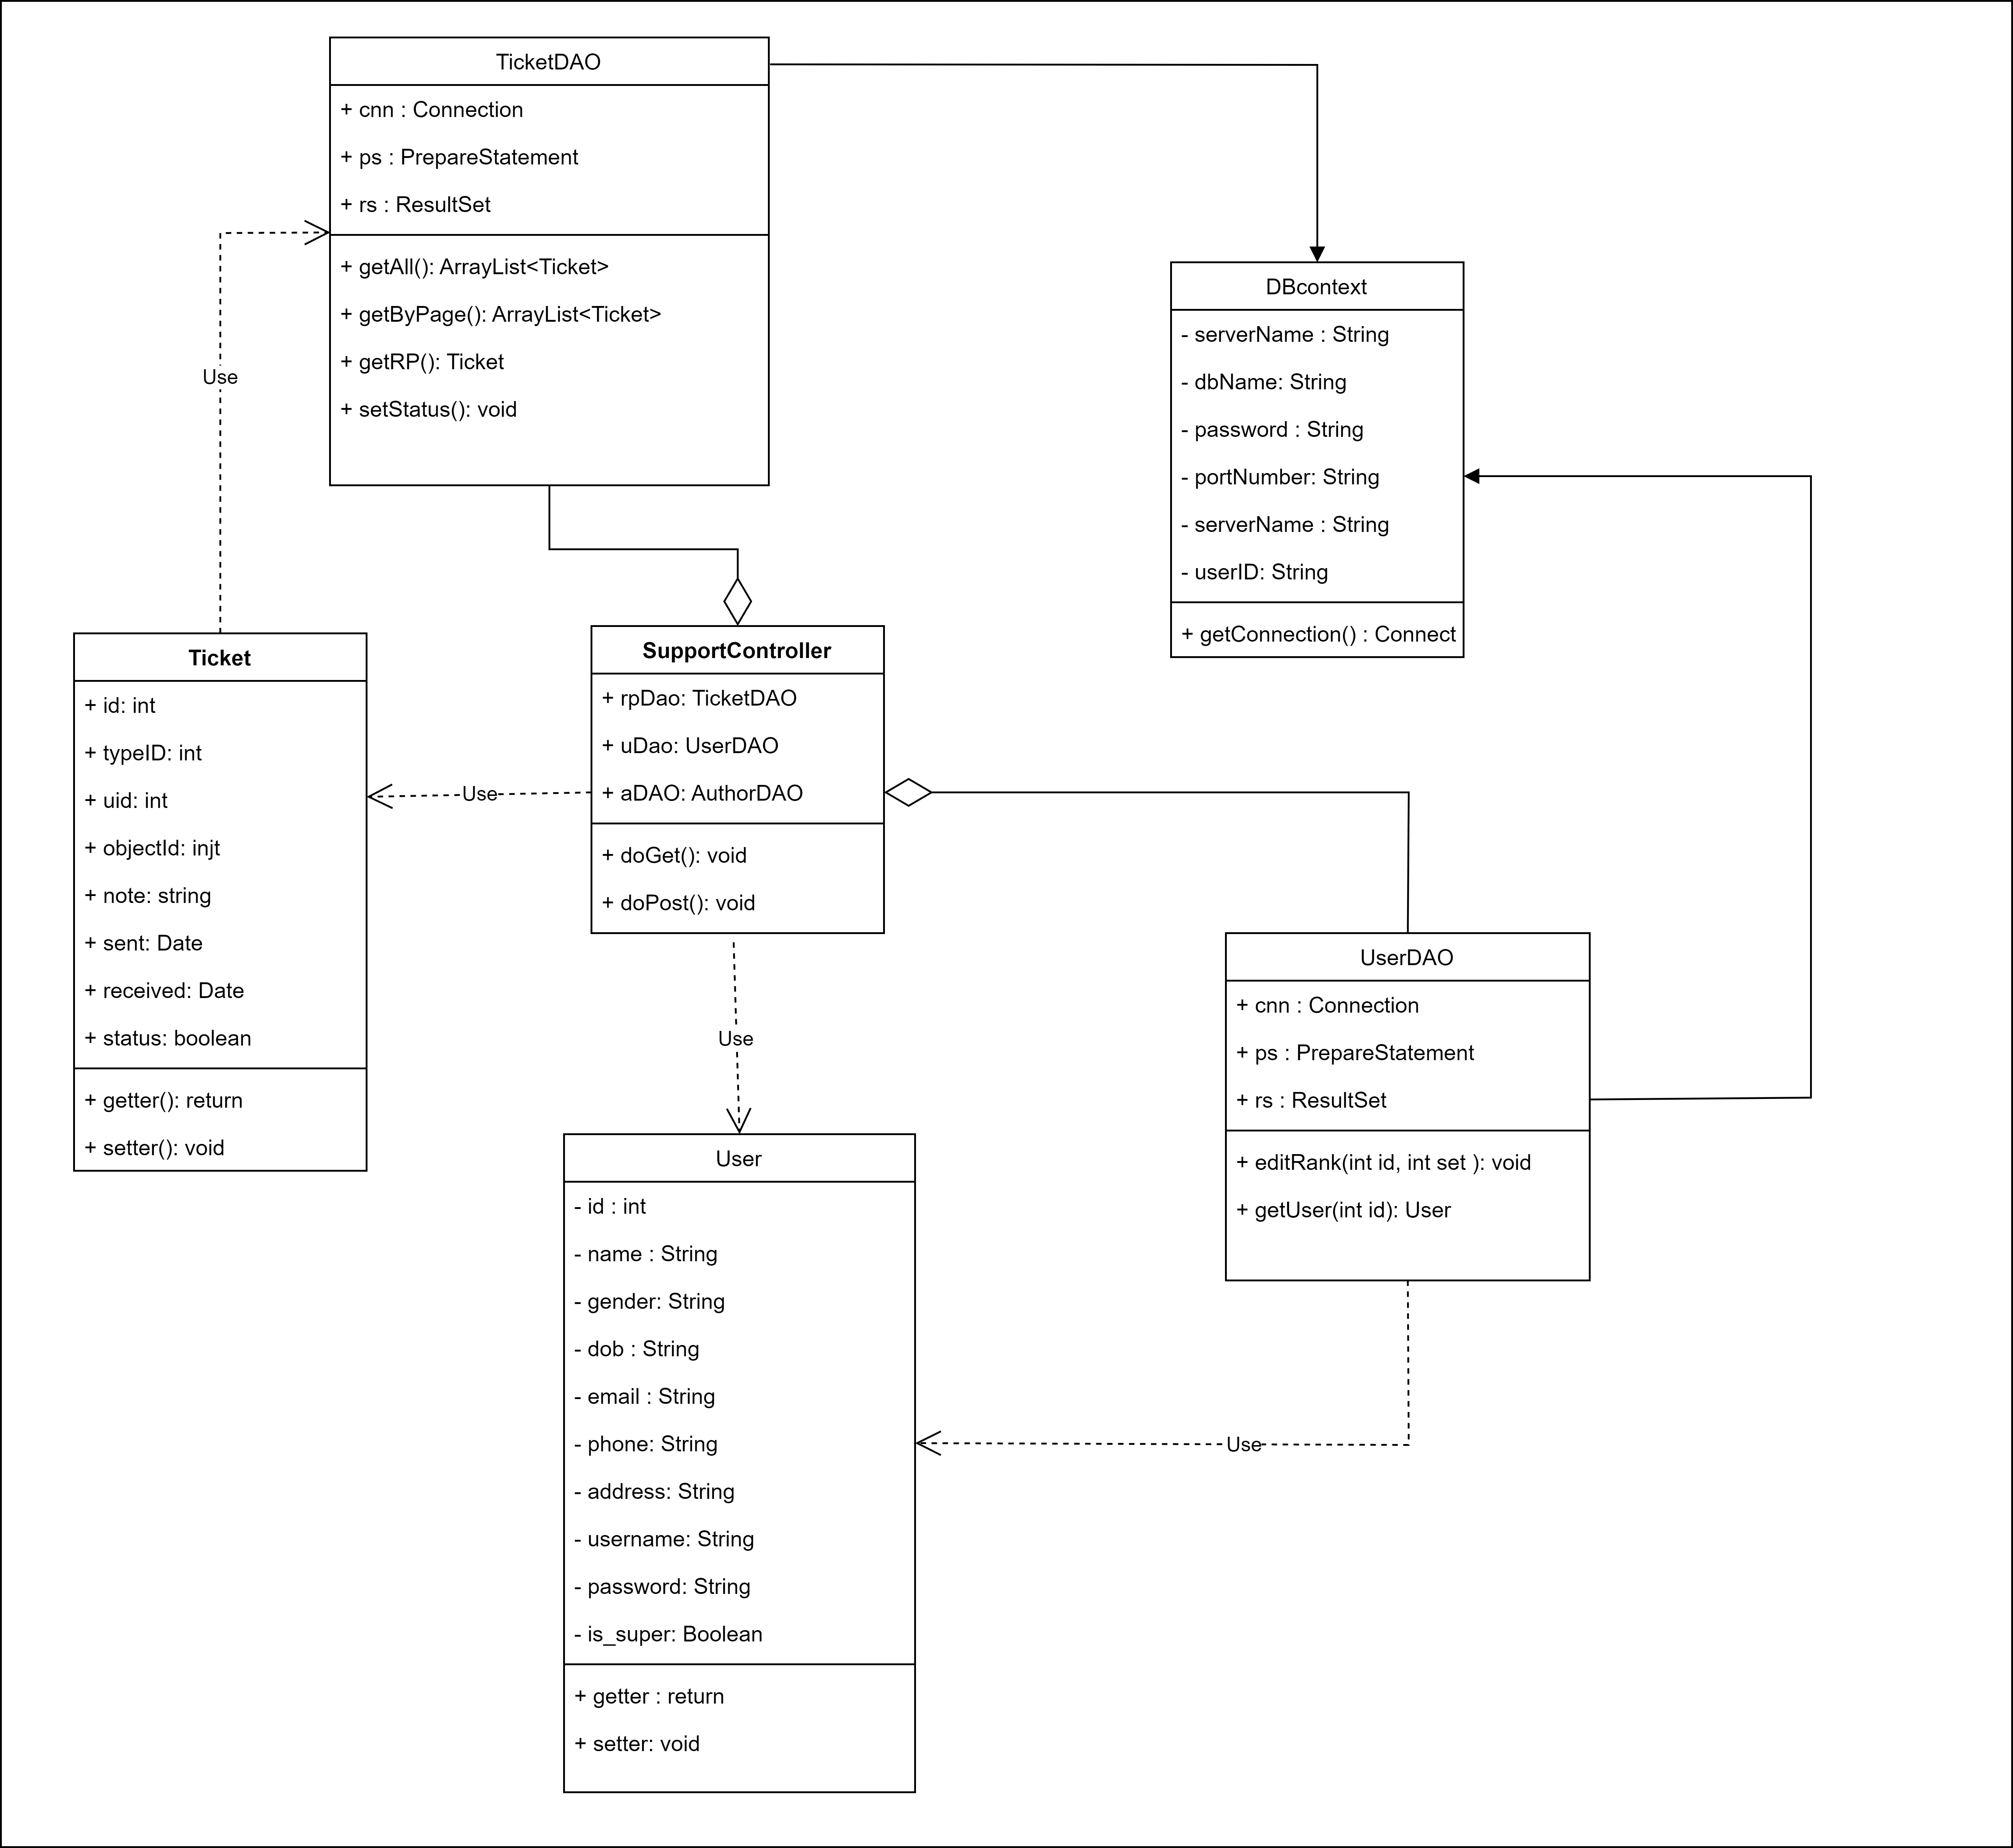 TicketDAO
+ cnn : Connection
+ ps : PrepareStatement
+ rs : ResultSet
+ getAll(): ArrayList<Ticket>
+ getByPage(): ArrayList<Ticket>
+ getRP(): Ticket
+ setStatus(): void
Use
DBcontext
- serverName : String
- dbName: String
- password : String
- portNumber: String
- serverName : String
- userID: String
+ getConnection() : Connect
Ticket
+ id: int
+ typeID: int
+ uid: int
+ objectId: injt
+ note: string
+ sent: Date
+ received: Date
+ status: boolean
+ getter(): return
+ setter(): void
Use
SupportController
+ rpDao: TicketDAO
+ uDao: UserDAO
+ aDAO: AuthorDAO
+ doGet(): void
+ doPost(): void
Use
UserDAO
+ cnn : Connection
+ ps : PrepareStatement
+ rs : ResultSet
+ editRank(int id, int set ): void
+ getUser(int id): User
Use
User
- id : int
- name : String
- gender: String
- dob : String
- email : String
- phone: String
- address: String
- username: String
- password: String
- is_super: Boolean
+ getter : return
+ setter: void